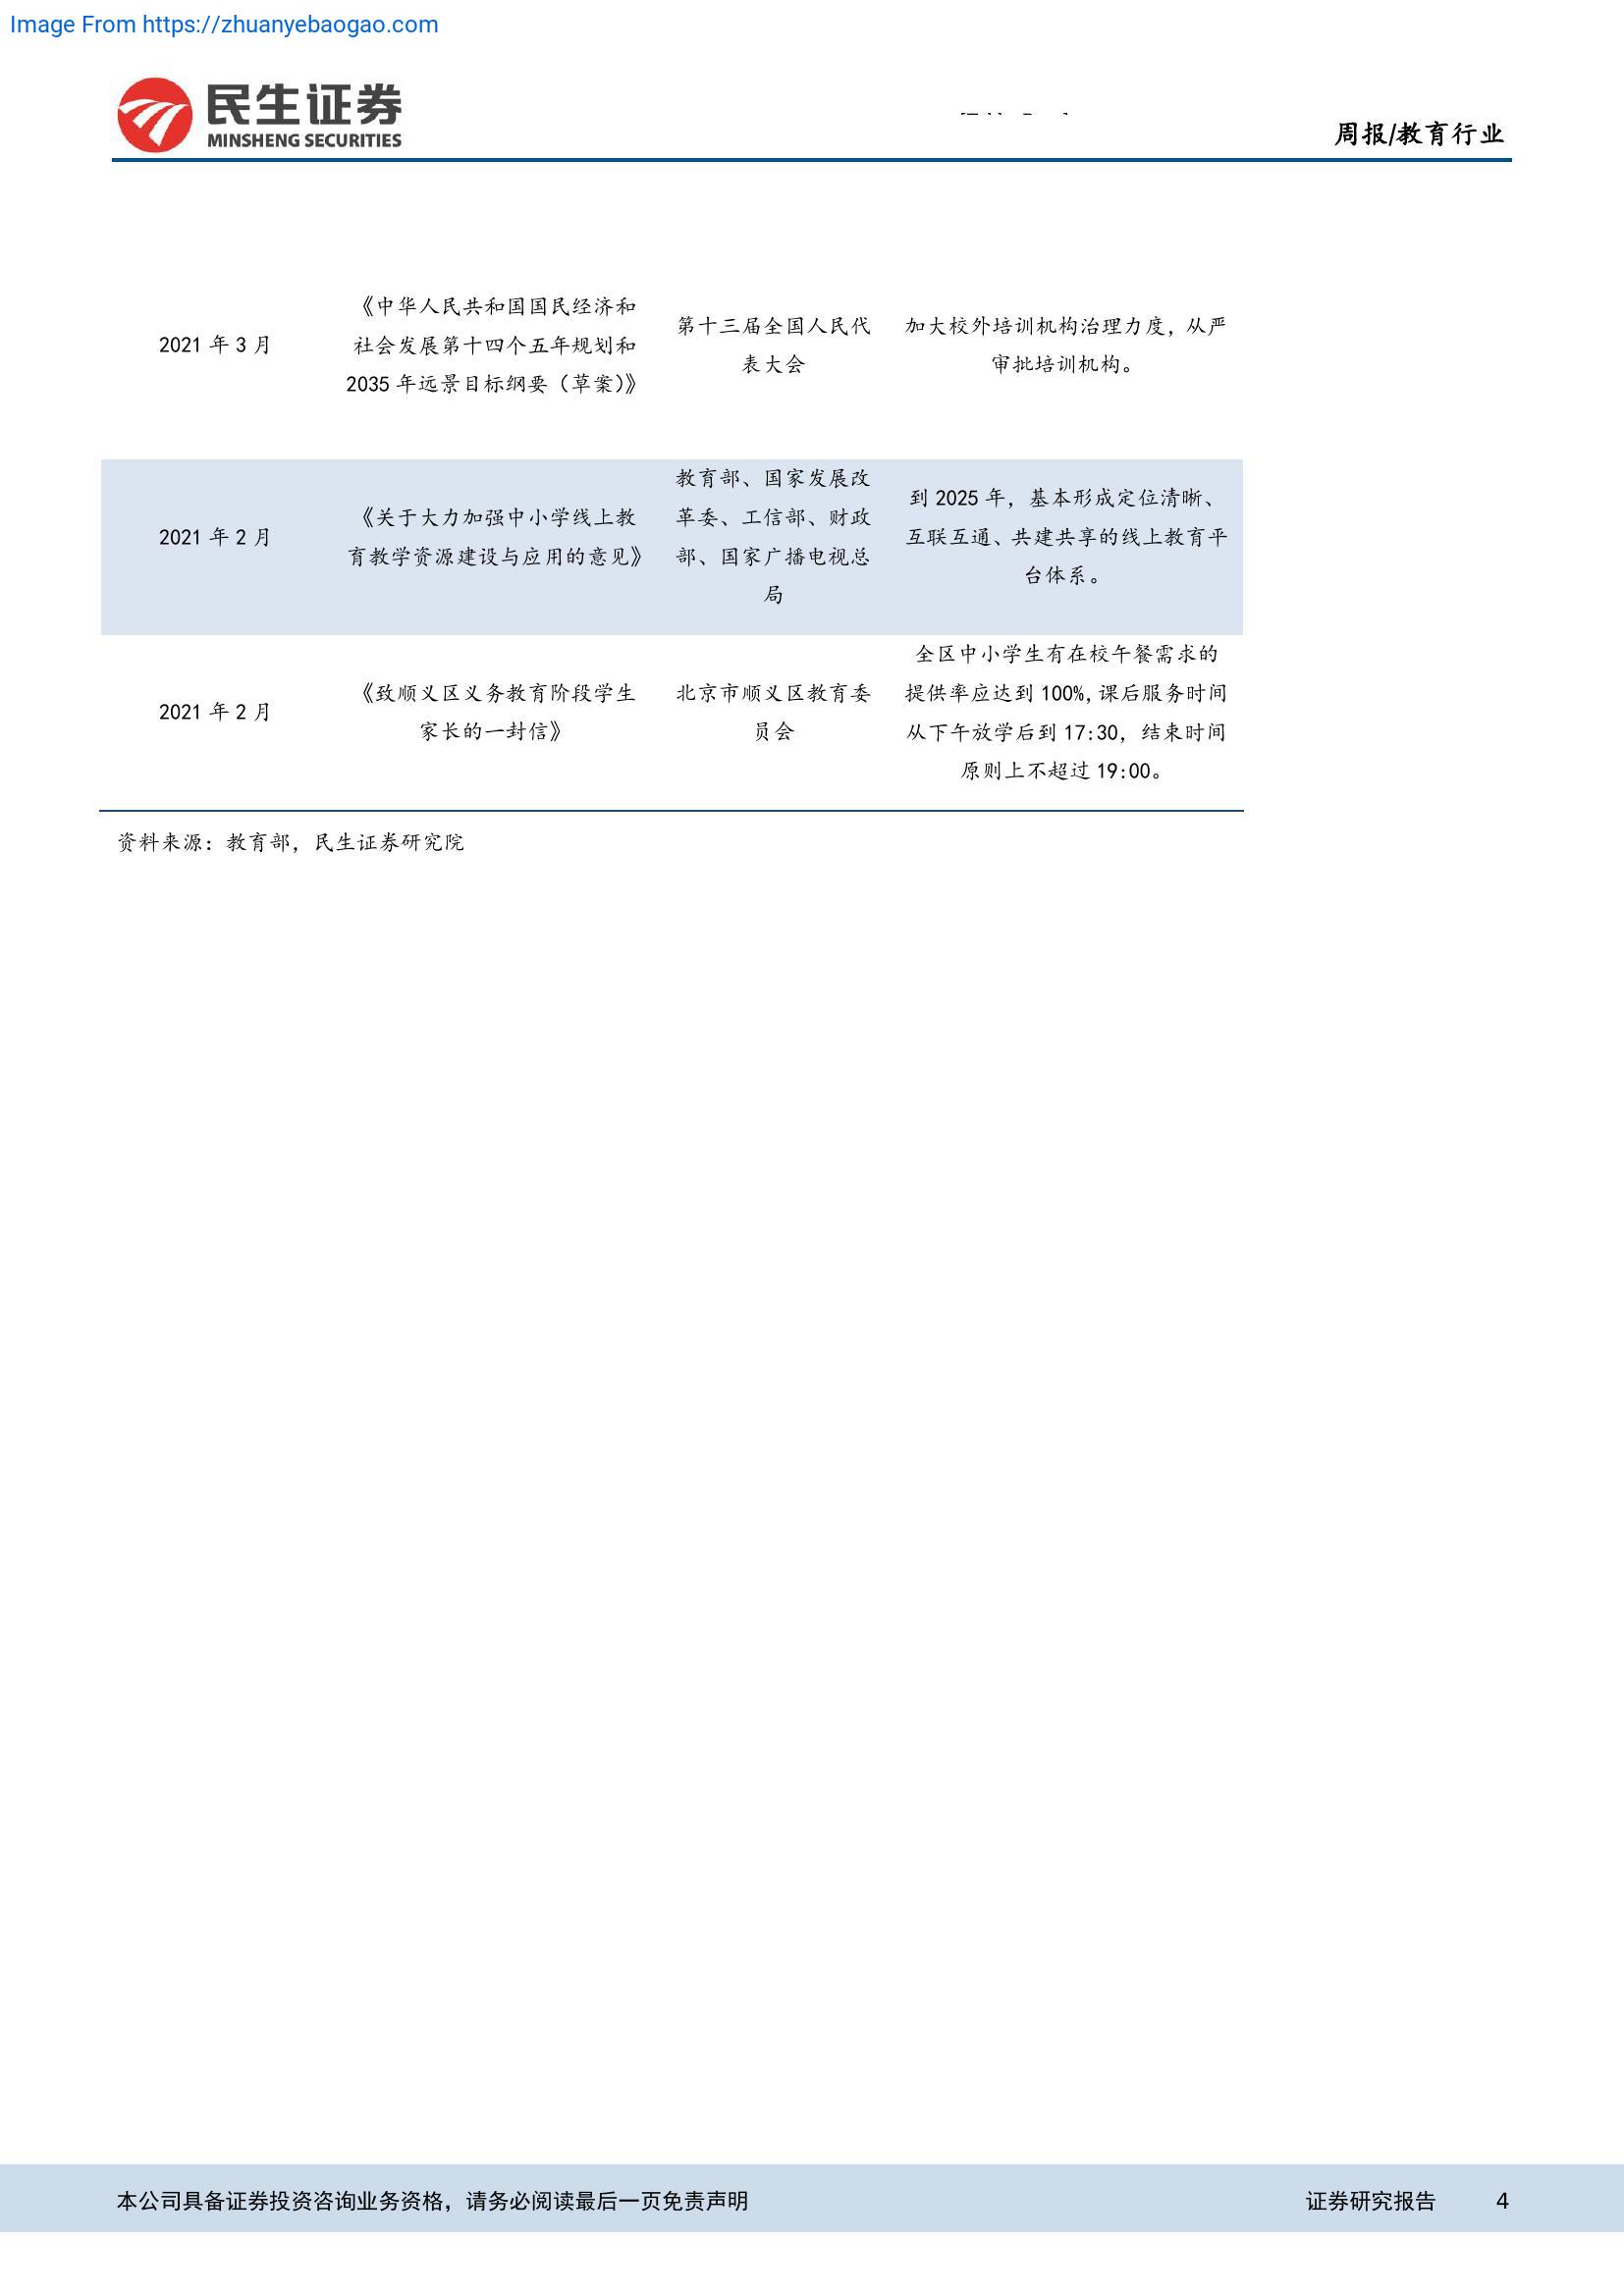 Image From https://zhuanyebaogao.com
民生证券
MINSHENG SECURITIES
周报/教育行业
2021 年 3 月
《中华人民共和国国民经济和
社会发展第十四个五年规划和
2035 年远景目标纲要（草案）》
第十三届全国人民代
表大会
加大校外培训机构治理力度，从严
审批培训机构。
2021 年 2 月
《关于大力加强中小学线上教
育教学资源建设与应用的意见》
教育部、国家发展改
革委、工信部、财政
部、国家广播电视总
局
到 2025 年，基本形成定位清晰、
互联互通、共建共享的线上教育平
台体系。
2021 年 2 月
《致顺义区义务教育阶段学生
家长的一封信》
北京市顺义区教育委
员会
全区中小学生有在校午餐需求的
提供率应达到 100%，课后服务时间
从下午放学后到 17:30，结束时间
原则上不超过 19:00。
资料来源：教育部，民生证券研究院
本公司具备证券投资咨询业务资格，请务必阅读最后一页免责声明
证券研究报告 4